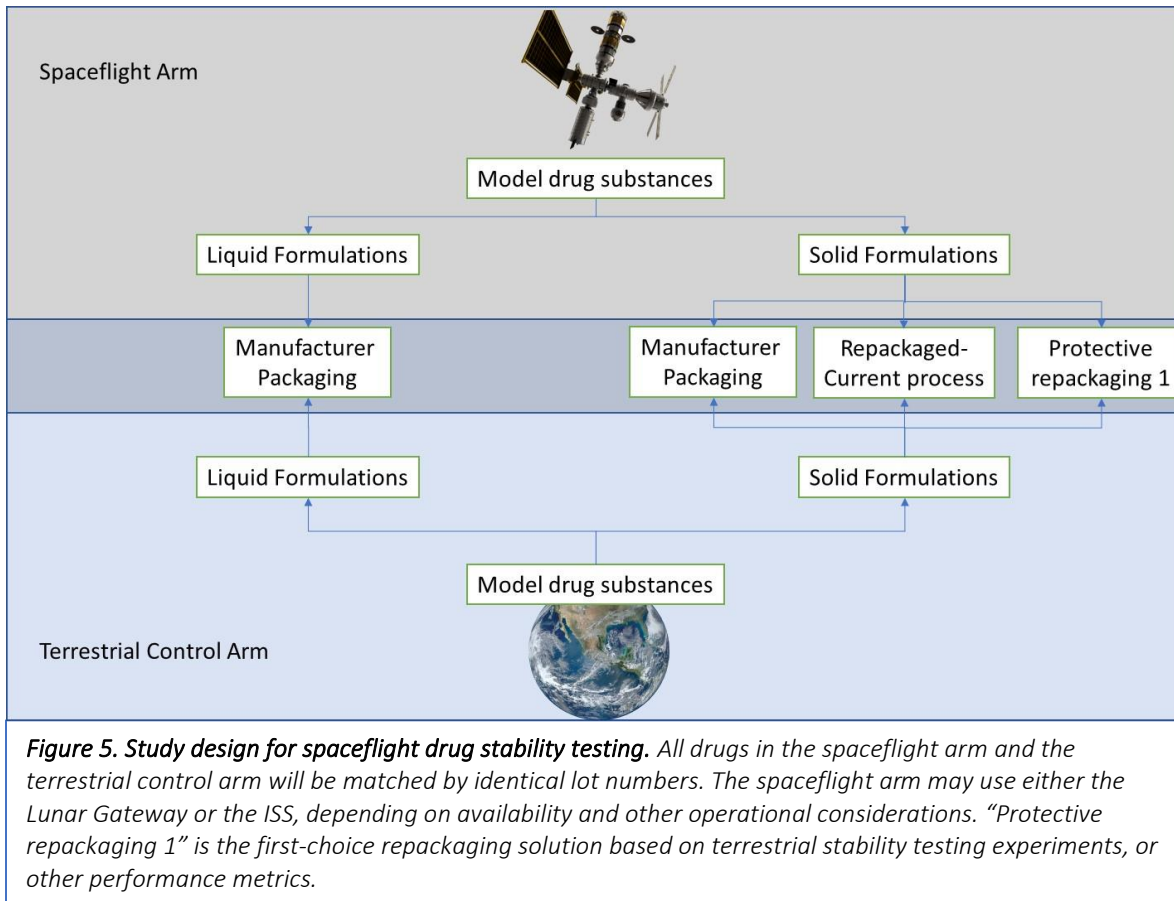 Spaceflight Arm
Model drug substances
Liquid Formulations
Solid Formulations
Manufacturer
Packaging
Manufacturer
Packaging
Repackaged-
Current process
Protective
repackaging 1
Liquid Formulations
Solid Formulations
Model drug substances
Terrestrial Control Arm
Figure 5. Study design for spaceflight drug stability testing. All drugs in the spaceflight arm and the
terrestrial control arm will be matched by identical lot numbers. The spaceflight arm may use either the
Lunar Gateway or the ISS, depending on availability and other operational considerations. “Protective
repackaging 1” is the first-choice repackaging solution based on terrestrial stability testing experiments, or
other performance metrics.